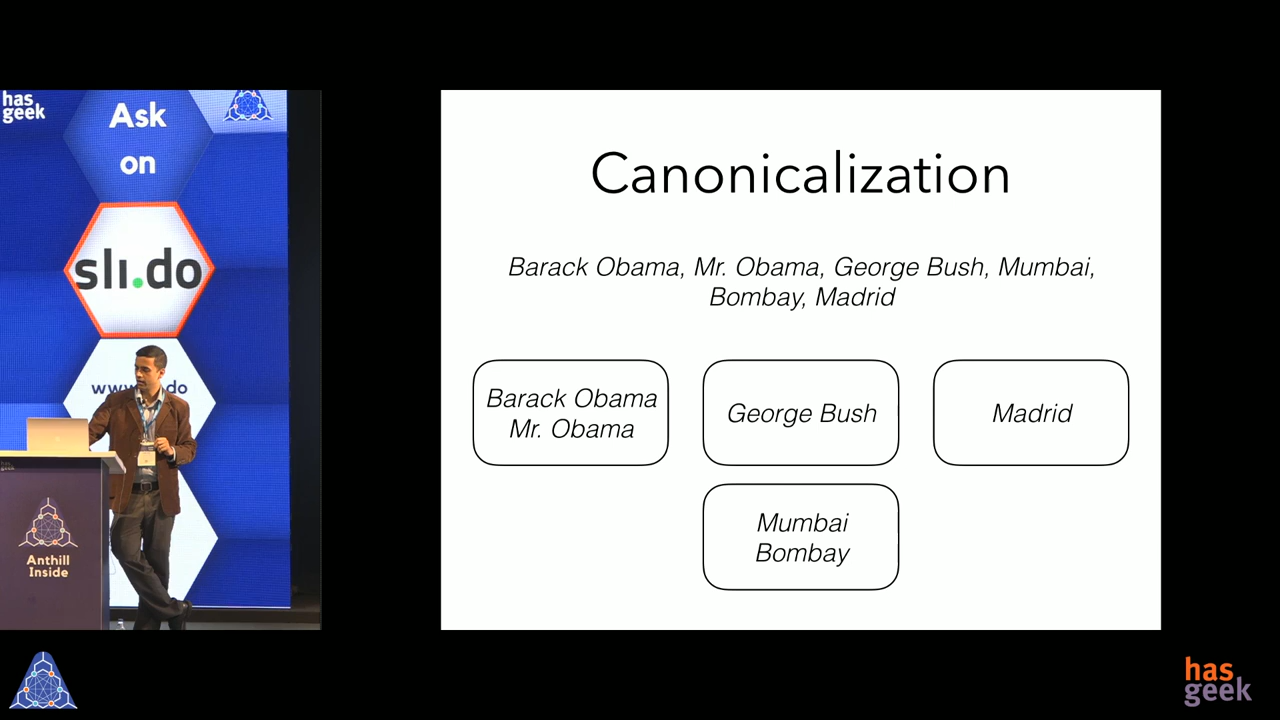 has
geek
Ask
on
sli.do
Anthill
Inside
Canonicalization
Barack Obama, Mr. Obama, George Bush, Mumbai,
Bombay, Madrid
Barack Obama
Mr. Obama
George Bush
Madrid
Mumbai
Bombay
has
geek